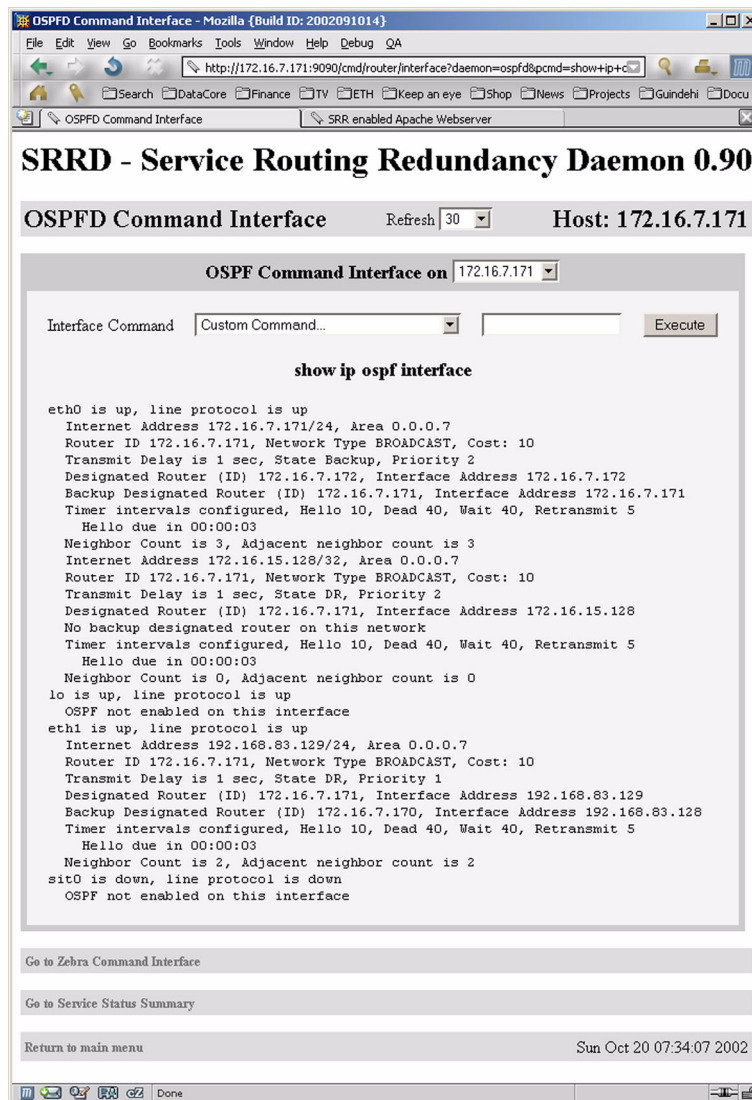 OSPFD Command Interface - Mozilla {Build ID: 2002091014}
File Edit View Go Bookmarks Tools Window Help Debug QA
http://172.16.7.171:9090/cmd/router/interface?daemon=ospfd&pcmd=show+ip+c
Search DataCore Finance TV ETH Keep an eye Shop News Projects Guindehi Docu
OSPFD Command Interface SRR enabled Apache Webserver
SRRD - Service Routing Redundancy Daemon 0.90
OSPFD Command Interface Refresh 30 Host: 172.16.7.171
OSPF Command Interface on 172.16.7.171
Interface Command Custom Command... Execute
show ip ospf interface
eth0 is up, line protocol is up
Internet Address 172.16.7.171/24, Area 0.0.0.7
Router ID 172.16.7.171, Network Type BROADCAST, Cost: 10
Transmit Delay is 1 sec, State Backup, Priority 2
Designated Router (ID) 172.16.7.172, Interface Address 172.16.7.172
Backup Designated Router (ID) 172.16.7.171, Interface Address 172.16.7.171
Timer intervals configured, Hello 10, Dead 40, Wait 40, Retransmit 5
Hello due in 00:00:03
Neighbor Count is 3, Adjacent neighbor count is 3
Internet Address 172.16.15.128/32, Area 0.0.0.7
Router ID 172.16.7.171, Network Type BROADCAST, Cost: 10
Transmit Delay is 1 sec, State DR, Priority 2
Designated Router (ID) 172.16.7.171, Interface Address 172.16.15.128
No backup designated router on this network
Timer intervals configured, Hello 10, Dead 40, Wait 40, Retransmit 5
Hello due in 00:00:03
Neighbor Count is 0, Adjacent neighbor count is 0
lo is up, line protocol is up
OSPF not enabled on this interface
eth1 is up, line protocol is up
Internet Address 192.168.83.129/24, Area 0.0.0.7
Router ID 172.16.7.171, Network Type BROADCAST, Cost: 10
Transmit Delay is 1 sec, State DR, Priority 1
Designated Router (ID) 172.16.7.171, Interface Address 192.168.83.129
Backup Designated Router (ID) 172.16.7.170, Interface Address 192.168.83.128
Timer intervals configured, Hello 10, Dead 40, Wait 40, Retransmit 5
Hello due in 00:00:03
Neighbor Count is 2, Adjacent neighbor count is 2
sit0 is down, line protocol is down
OSPF not enabled on this interface
Go to Zebra Command Interface
Go to Service Status Summary
Return to main menu Sun Oct 20 07:34:07 2002
Done